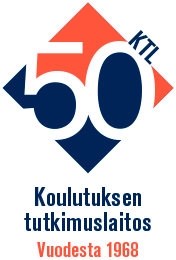 50
KTL
Koulutuksen
tutkimuslaitos
Vuodesta 1968